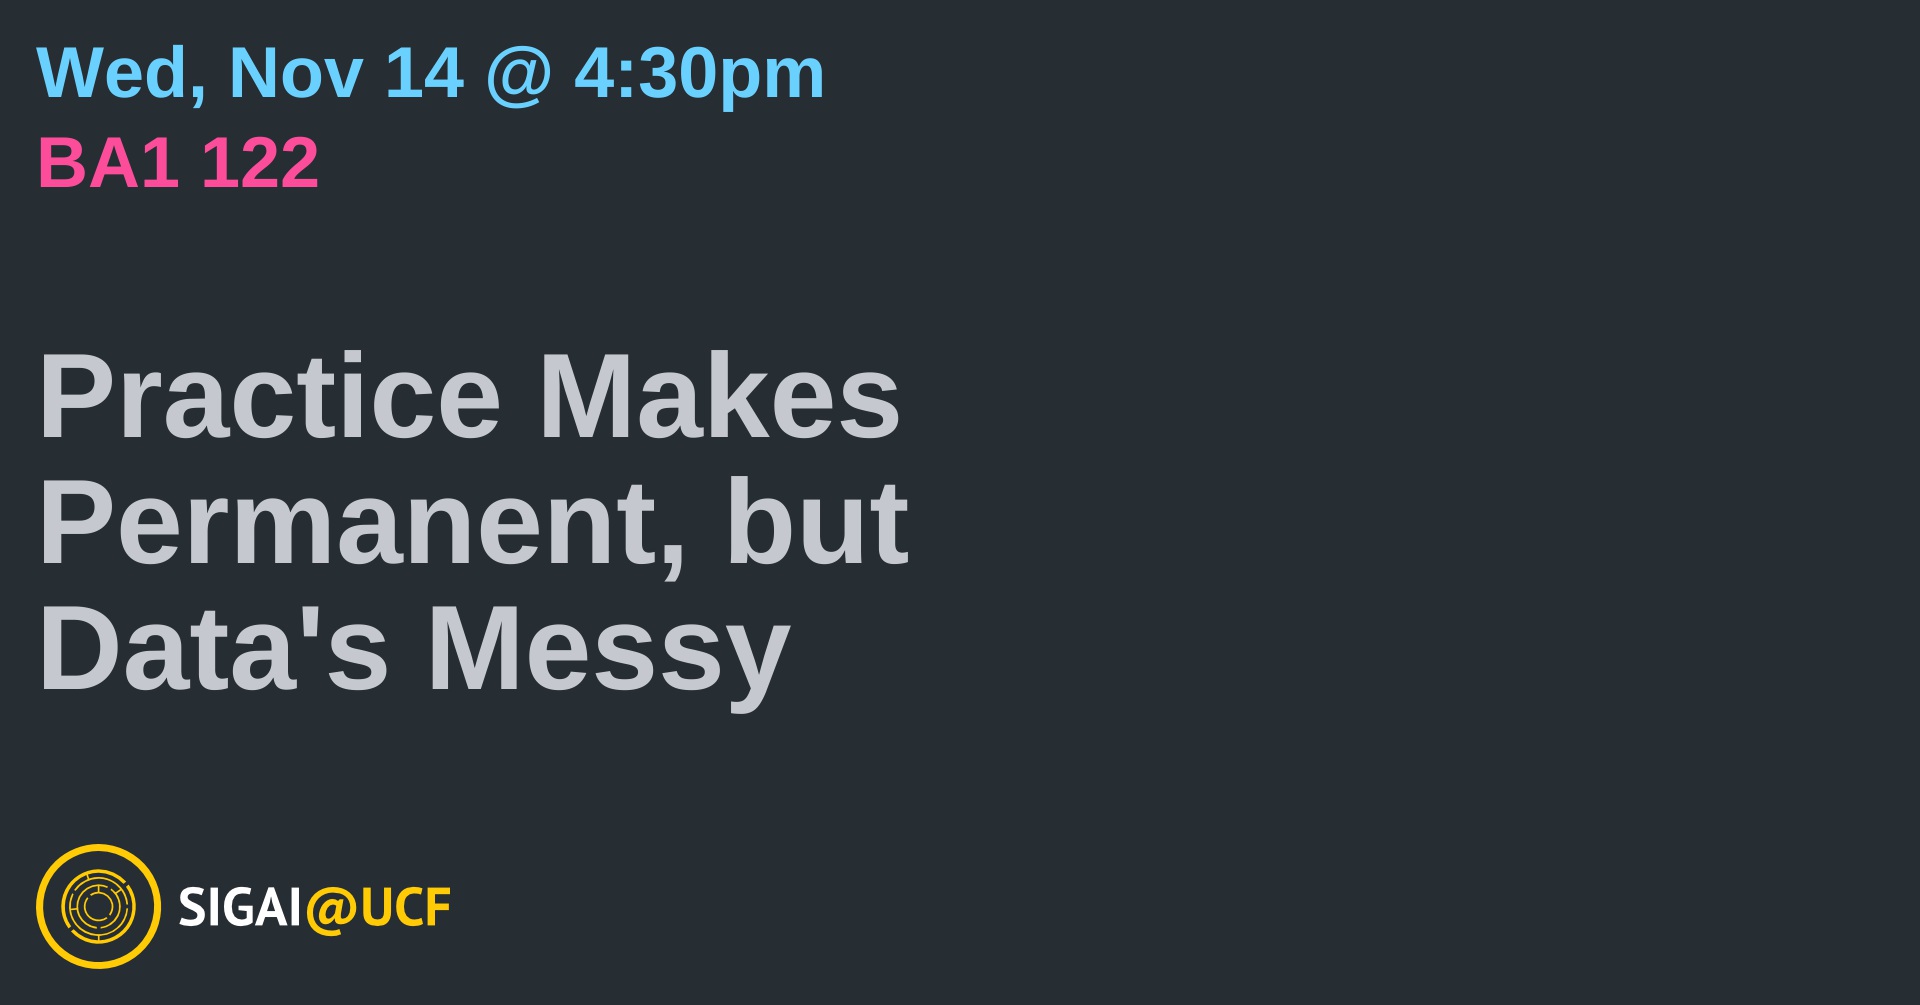 Wed, Nov 14 @ 4:30pm
BA1 122
Practice Makes
Permanent, but
Data's Messy
SIGAI@UCF